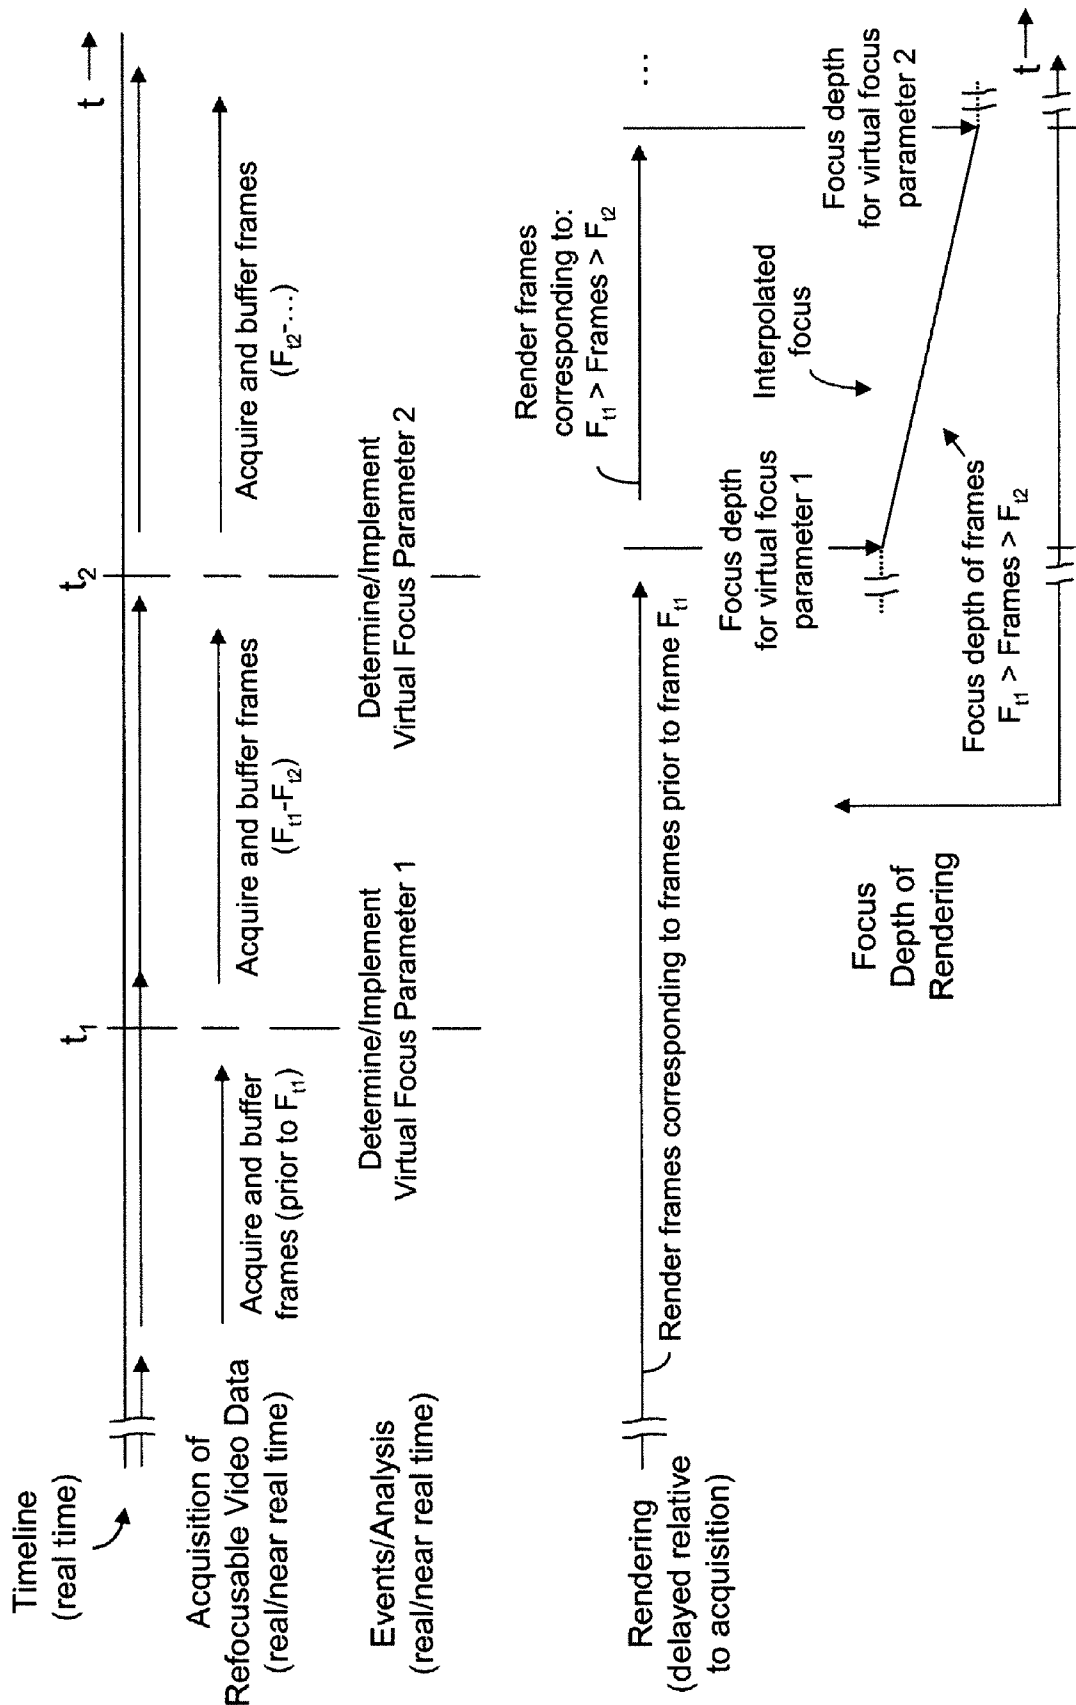 Timeline
(real time)
t₁
t₂
t
Acquisition of
Refocusable Video Data
(real/near real time)
Acquire and buffer
frames (prior to Fₜ₁)
Acquire and buffer frames
(Fₜ₁-Fₜ₂)
Acquire and buffer frames
(Fₜ₂-...)
Events/Analysis
(real/near real time)
Determine/Implement
Virtual Focus Parameter 1
Determine/Implement
Virtual Focus Parameter 2
Rendering
(delayed relative
to acquisition)
Render frames corresponding to frames prior to frame Fₜ₁
Render frames
corresponding to:
Fₜ₁ > Frames > Fₜ₂
...
Focus depth
for virtual focus
parameter 1
Interpolated
focus
Focus depth
for virtual focus
parameter 2
Focus
Depth of
Rendering
Focus depth of frames
Fₜ₁ > Frames > Fₜ₂
t